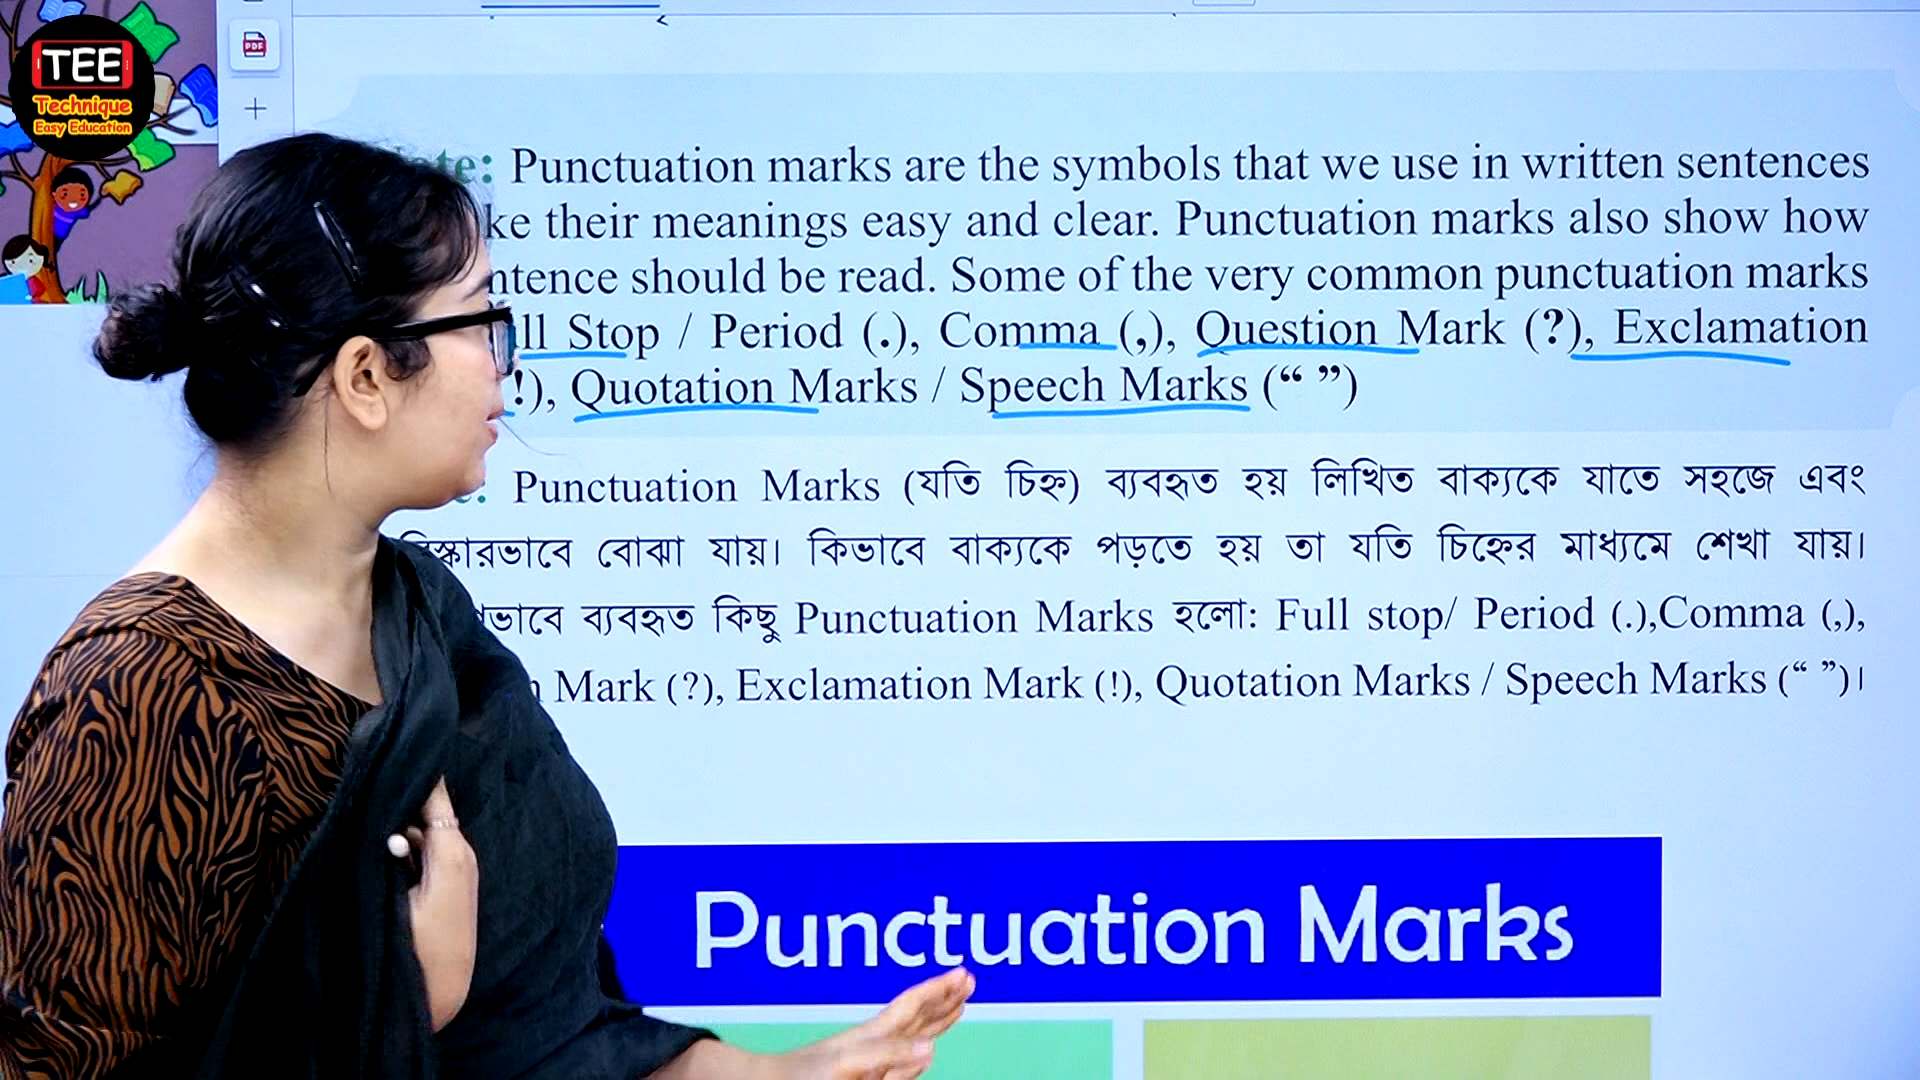 TEE
Technique
Easy Education
PDF
Punctuation marks are the symbols that we use in written sentences
their meanings easy and clear. Punctuation marks also show how
should be read. Some of the very common punctuation marks
Stop / Period (.), Comma (,), Question Mark (?), Exclamation
!), Quotation Marks / Speech Marks (“ ”)
Punctuation Marks (যতি চিহ্ন) ব্যবহৃত হয় লিখিত বাক্যকে যাতে সহজে এবং
বোঝা যায়। কিভাবে বাক্যকে পড়তে হয় তা যতি চিহ্নের মাধ্যমে শেখা যায়।
ব্যবহৃত কিছু Punctuation Marks হলো: Full stop/ Period (.),Comma (,),
Mark (?), Exclamation Mark (!), Quotation Marks / Speech Marks (“ ”)।
Punctuation Marks